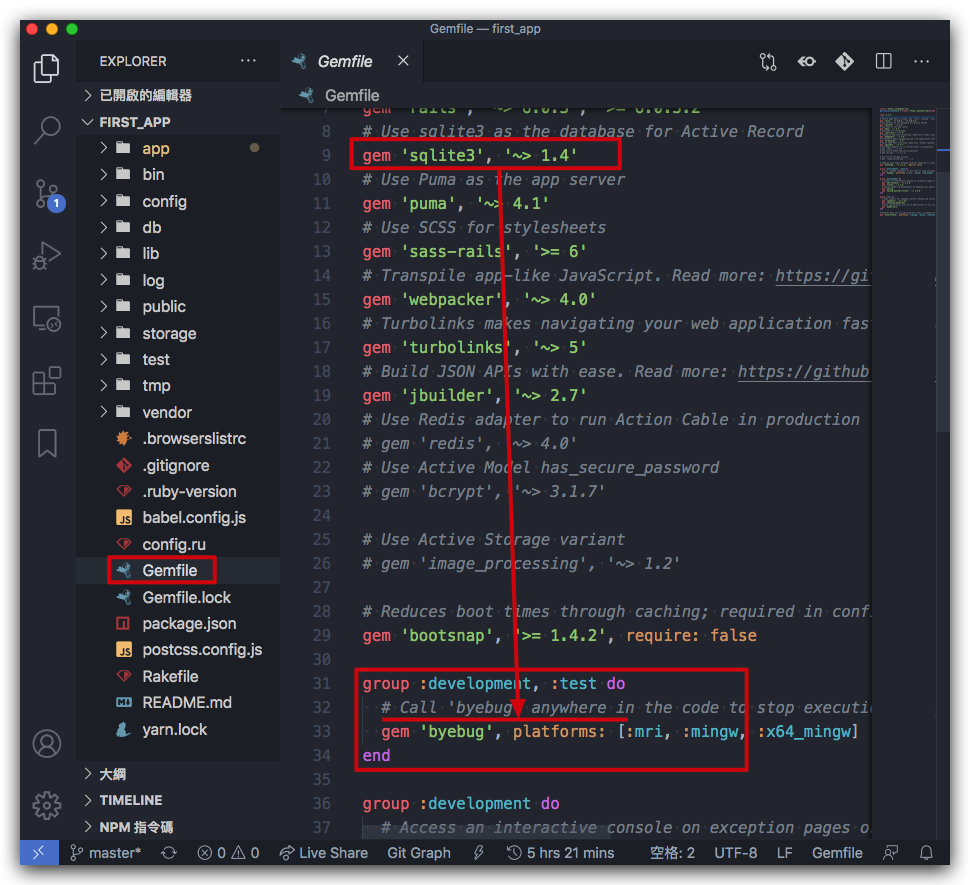 Gemfile — first_app
EXPLORER
已開啟的編輯器
FIRST_APP
app
bin
config
db
lib
log
public
storage
test
tmp
vendor
.browserslistrc
.gitignore
.ruby-version
babel.config.js
config.ru
Gemfile
Gemfile.lock
package.json
postcss.config.js
Rakefile
README.md
yarn.lock
大綱
TIMELINE
NPM 指令碼
1
Gemfile
Gemfile
7 gem 'rails', '~> 6.0.3', '>= 6.0.3.2'
8 # Use sqlite3 as the database for Active Record
9 gem 'sqlite3', '~> 1.4'
10 # Use Puma as the app server
11 gem 'puma', '~> 4.1'
12 # Use SCSS for stylesheets
13 gem 'sass-rails', '>= 6'
14 # Transpile app-like JavaScript. Read more: https://gi
15 gem 'webpacker', '~> 4.0'
16 # Turbolinks makes navigating your web application fas
17 gem 'turbolinks', '~> 5'
18 # Build JSON APIs with ease. Read more: https://github
19 gem 'jbuilder', '~> 2.7'
20 # Use Redis adapter to run Action Cable in production
21 # gem 'redis', '~> 4.0'
22 # Use Active Model has_secure_password
23 # gem 'bcrypt', '~> 3.1.7'
24
25 # Use Active Storage variant
26 # gem 'image_processing', '~> 1.2'
27
28 # Reduces boot times through caching; required in conf
29 gem 'bootsnap', '>= 1.4.2', require: false
30
31 group :development, :test do
32 # Call 'byebug' anywhere in the code to stop executi
33 gem 'byebug', platforms: [:mri, :mingw, :x64_mingw]
34 end
35
36 group :development do
37 # Access an interactive console on exception pages o
master* 0 0 Live Share Git Graph 5 hrs 21 mins 空格: 2 UTF-8 LF Gemfile